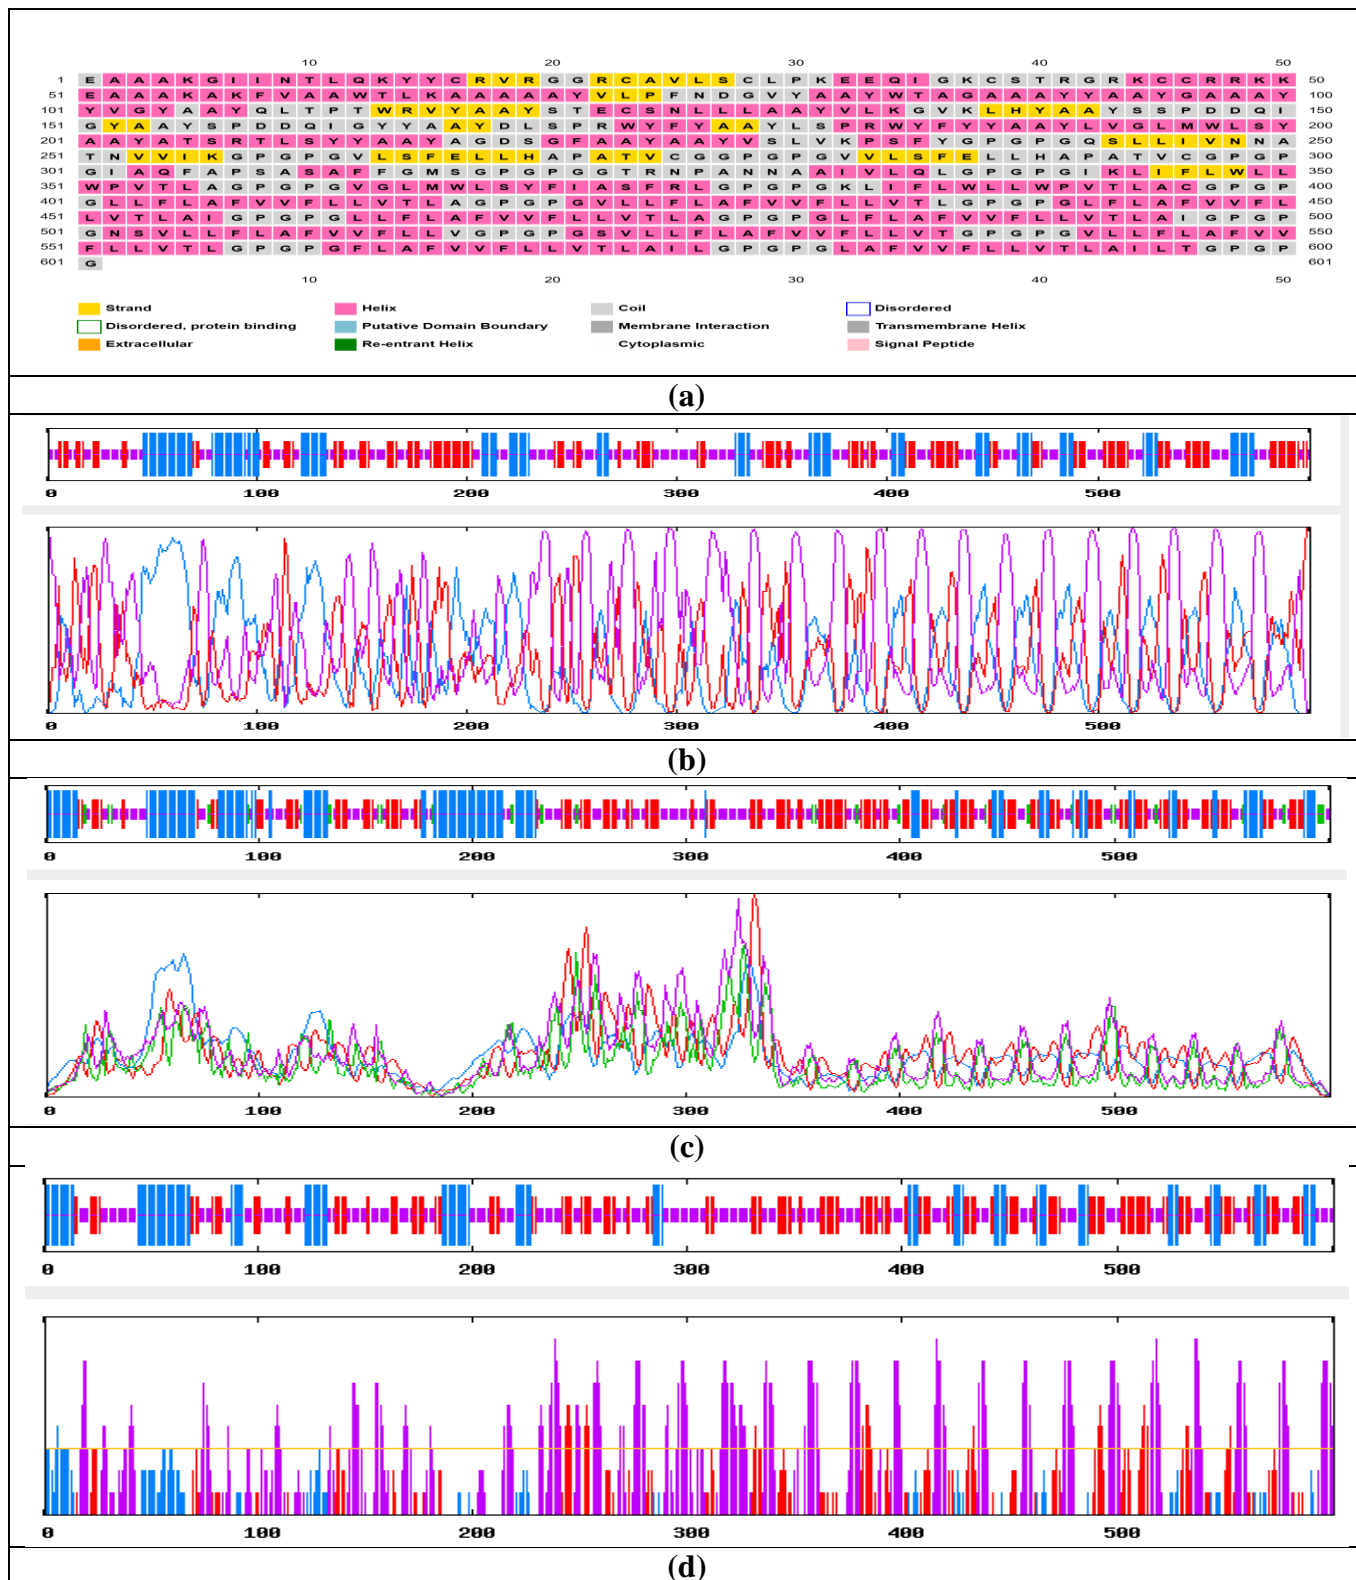 10 20 30 40 50
1 E A A A K G I I N T L Q K Y Y C R V R G G R C A V L S C L P K E E Q I G K C S T R G R K C C R R K K 50
51 E A A A K A K F V A A W T L K A A A A A Y V L P F N D G V Y A A Y W T A G A A A Y Y A A Y G A A A Y 100
101 Y V G Y A A Y Q L T P T W R V Y A A Y S T E C S N L L L A A Y V L K G V K L H Y A A Y S S P D D Q I 150
151 G Y A A Y S P D D Q I G Y Y A A Y D L S P R W Y F Y A A Y L S P R W Y F Y Y A A Y L V G L M W L S Y 200
201 A A Y A T S R T L S Y Y A A Y A G D S G F A A Y A A Y V S L V K P S F Y G P G P G Q S L L I V N N A 250
251 T N V V I K G P G P G V L S F E L L H A P A T V C G G P G P G V V L S F E L L H A P A T V C G P G P 300
301 G I A Q F A P S A S A F F G M S G P G P G G T R N P A N N A A I V L Q L G P G P G I K L I F L W L L 350
351 W P V T L A G P G P G V G L M W L S Y F I A S F R L G P G P G K L I F L W L L W P V T L A C G P G P 400
401 G L L F L A F V V F L L V T L A G P G P G V L L F L A F V V F L L V T L G P G P G L F L A F V V F L 450
451 L V T L A I G P G P G L L F L A F V V F L L V T L A G P G P G L F L A F V V F L L V T L A I G P G P 500
501 G N S V L L F L A F V V F L L V G P G P G S V L L F L A F V V F L L V T G P G P G V L L F L A F V V 550
551 F L L V T L G P G P G F L A F V V F L L V T L A I L G P G P G L A F V V F L L V T L A I L T G P G P 600
601 G 601
10 20 30 40 50
Strand Helix Coil Disordered
Disordered, protein binding Putative Domain Boundary Membrane Interaction Transmembrane Helix
Extracellular Re-entrant Helix Cytoplasmic Signal Peptide
(a)
0 100 200 300 400 500
0 100 200 300 400 500
(b)
0 100 200 300 400 500
0 100 200 300 400 500
(c)
0 100 200 300 400 500
0 100 200 300 400 500
(d)